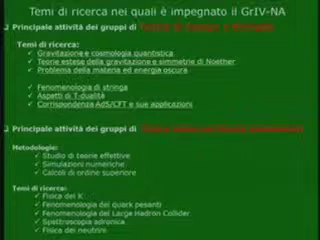 Temi di ricerca nei quali è impegnato il GrIV-NA
Principale attività dei gruppi di
Temi di ricerca:
✓ Gravitazione e cosmologia quantistica
✓ Teorie estese della gravitazione e simmetrie di Noether
✓ Problema della materia ed energia oscura
✓ Fenomenologia di stringa
✓ Aspetti di T-dualità
✓ Corrispondenza AdS/CFT e sue applicazioni
Principale attività dei gruppi di
Metodologie:
✓ Studio di teorie effettive
✓ Simulazioni numeriche
✓ Calcoli di ordine superiore
Temi di ricerca:
✓ Fisica dei K
✓ Fenomenologia dei quark pesanti
✓ Fenomenologia del Large Hadron Collider
✓ Spettroscopia adronica
✓ Fisica dei neutrini